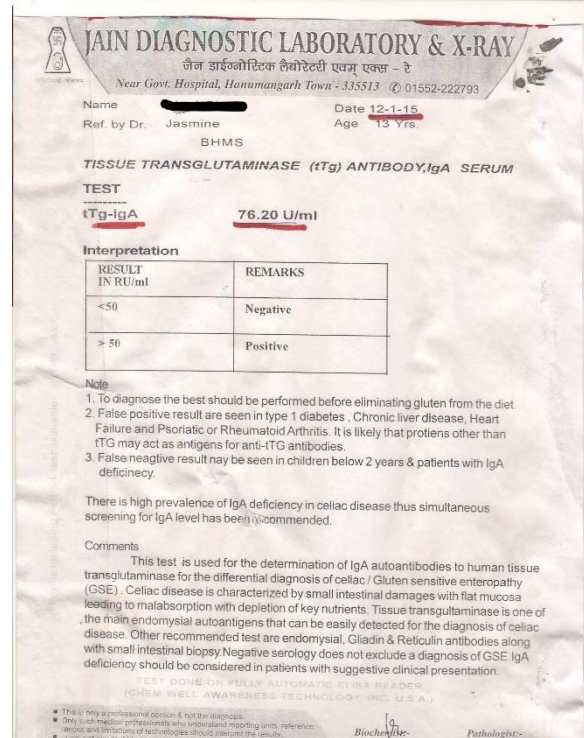 JAIN DIAGNOSTIC LABORATORY & X-RAY
जैन डाईग्नोस्टिक लैबोरेटरी एवम् एक्स - रे
Near Govt. Hospital, Hanumangarh Town - 335513 ✆ 01552-222793
Name Date 12-1-15
Ref. by Dr. Jasmine Age 13 Yrs.
BHMS
TISSUE TRANSGLUTAMINASE (tTg) ANTIBODY,IgA SERUM
TEST
tTg-IgA 76.20 U/ml
Interpretation
RESULT REMARKS
IN RU/ml
<50 Negative
> 50 Positive
Note
1. To diagnose the best should be performed before eliminating gluten from the diet.
2. False positive result are seen in type 1 diabetes , Chronic liver disease, Heart
Failure and Psoriatic or Rheumatoid Arthritis. It is likely that protiens other than
tTG may act as antigens for anti-tTG antibodies.
3. False neagtive result nay be seen in children below 2 years & patients with IgA
deficinecy.
There is high prevalence of IgA deficiency in celiac disease thus simultaneous
screening for IgA level has been recommended.
Comments
This test is used for the determination of IgA autoantibodies to human tissue
transglutaminase for the differential diagnosis of celiac / Gluten sensitive enteropathy
(GSE) . Celiac disease is characterized by small intestinal damages with flat mucosa
leeding to malabsorption with depletion of key nutrients. Tissue transgultaminase is one of
the main endomysial autoantigens that can be easily detected for the diagnosis of celiac
disease. Other recommended test are endomysial, Gliadin & Reticulin antibodies along
with small intestinal biopsy.Negative serology does not exclude a diagnosis of GSE.IgA
deficiency should be considered in patients with suggestive clinical presentation.
TEST DONE ON FULLY AUTOMATIC ELISA READER
(CHEM WELL AWARENESS TECHNOLOGY, INC. U.S.A.)
This is only a professional opinion & not the diagnosis.
Only such medical professionals who understand reporting units, reference
ranges and limitations of technologies should interpret the results.
Biochemist:- Pathologist:-